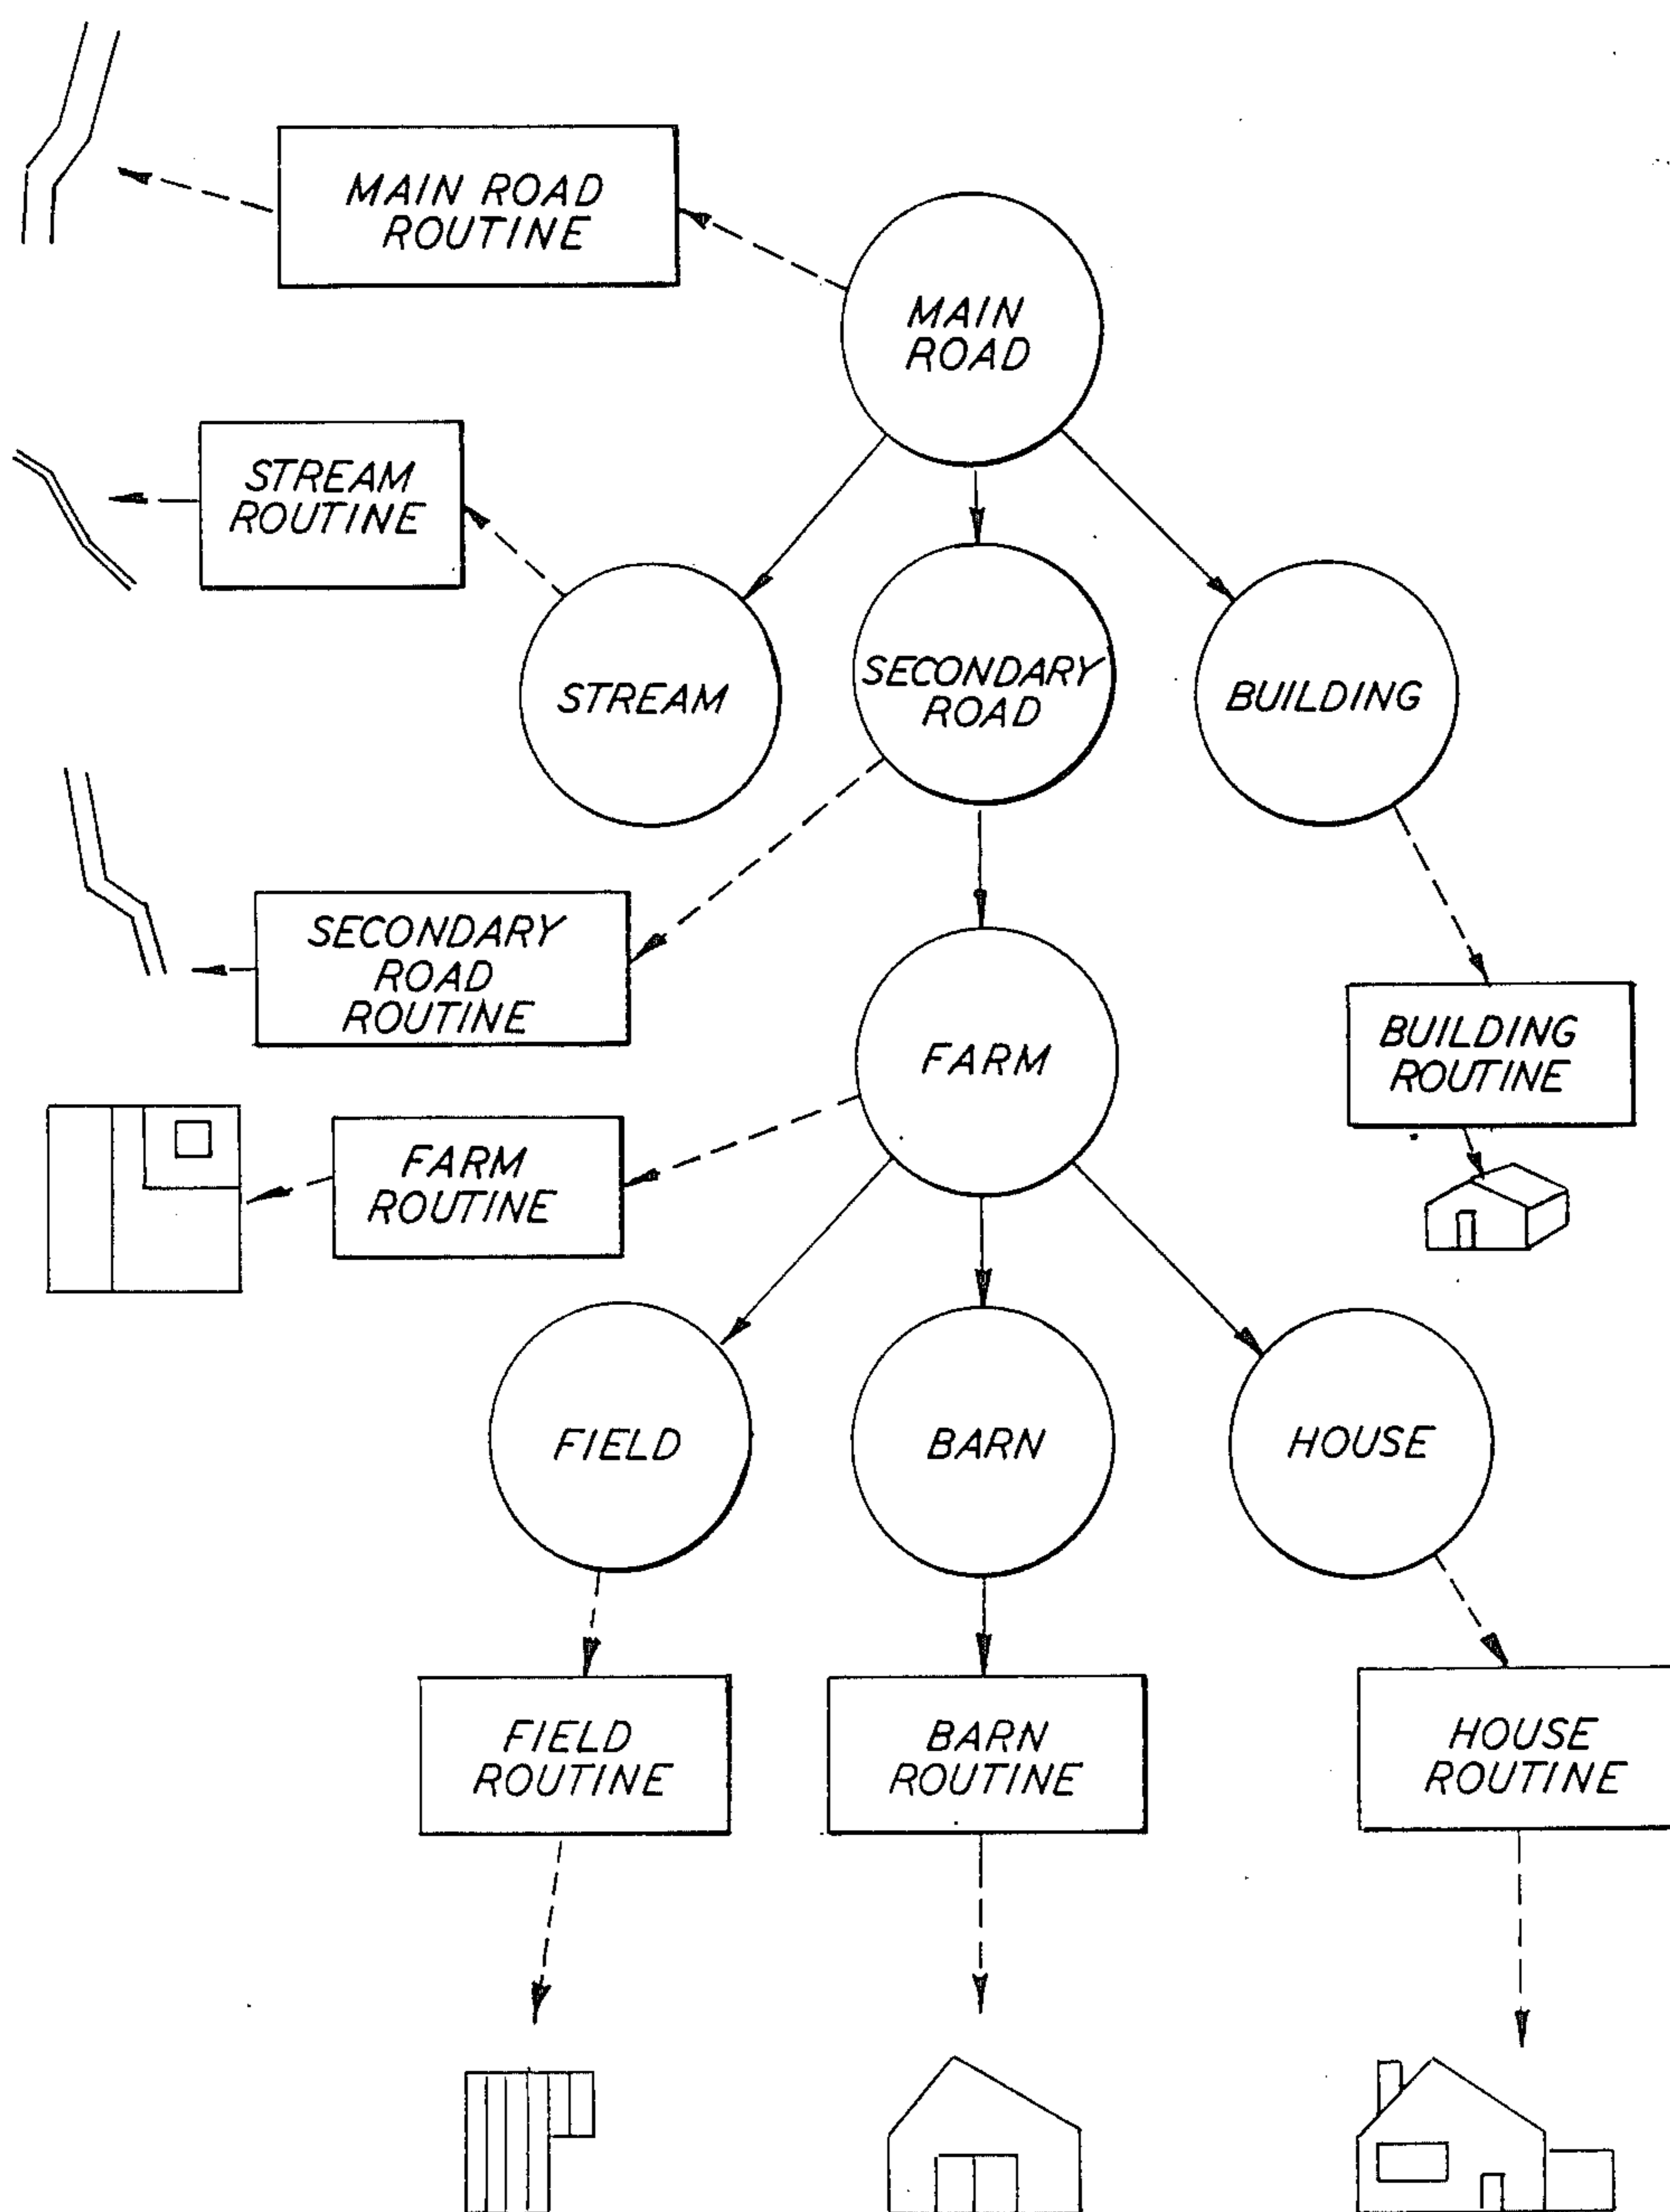 MAIN ROAD
ROUTINE
MAIN
ROAD
STREAM
ROUTINE
STREAM
SECONDARY
ROAD
BUILDING
SECONDARY
ROAD
ROUTINE
FARM
BUILDING
ROUTINE
FARM
ROUTINE
FIELD
BARN
HOUSE
FIELD
ROUTINE
BARN
ROUTINE
HOUSE
ROUTINE